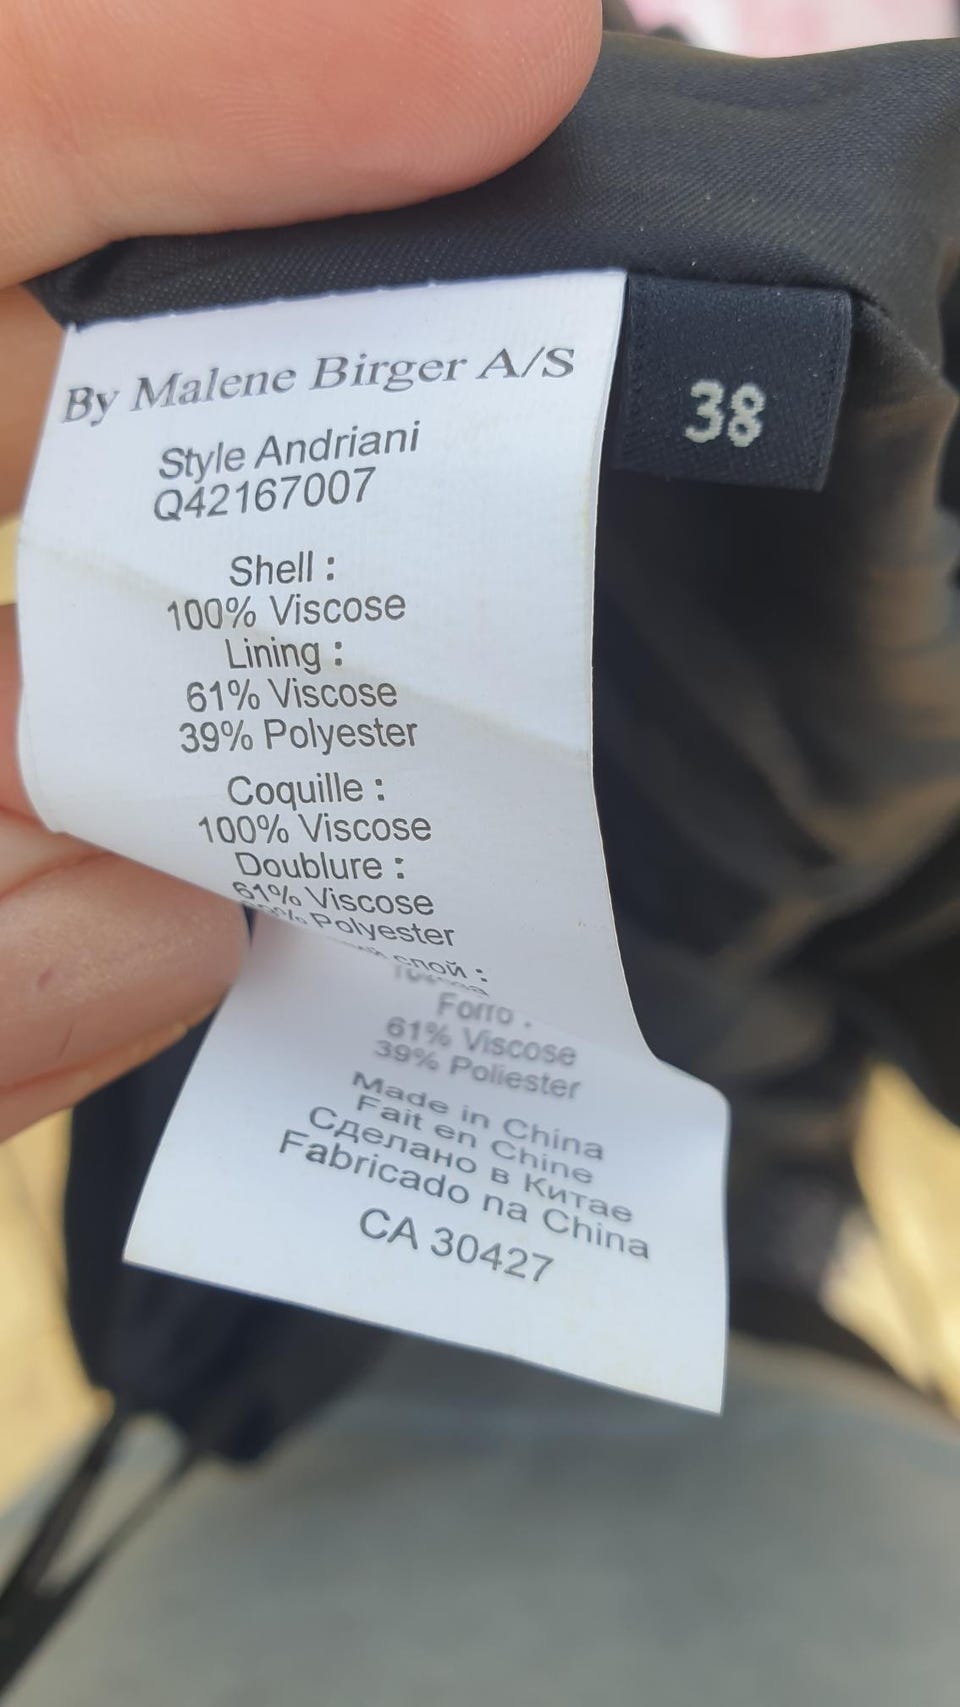 By Malene Birger A/S
38
Style Andriani
Q42167007
Shell :
100% Viscose
Lining :
61% Viscose
39% Polyester
Coquille :
100% Viscose
Doublure :
61% Viscose
Polyester
слой :
Forro :
61% Viscose
39% Poliester
Made in China
Fait en Chine
Сделано в Китае
Fabricado na China
CA 30427